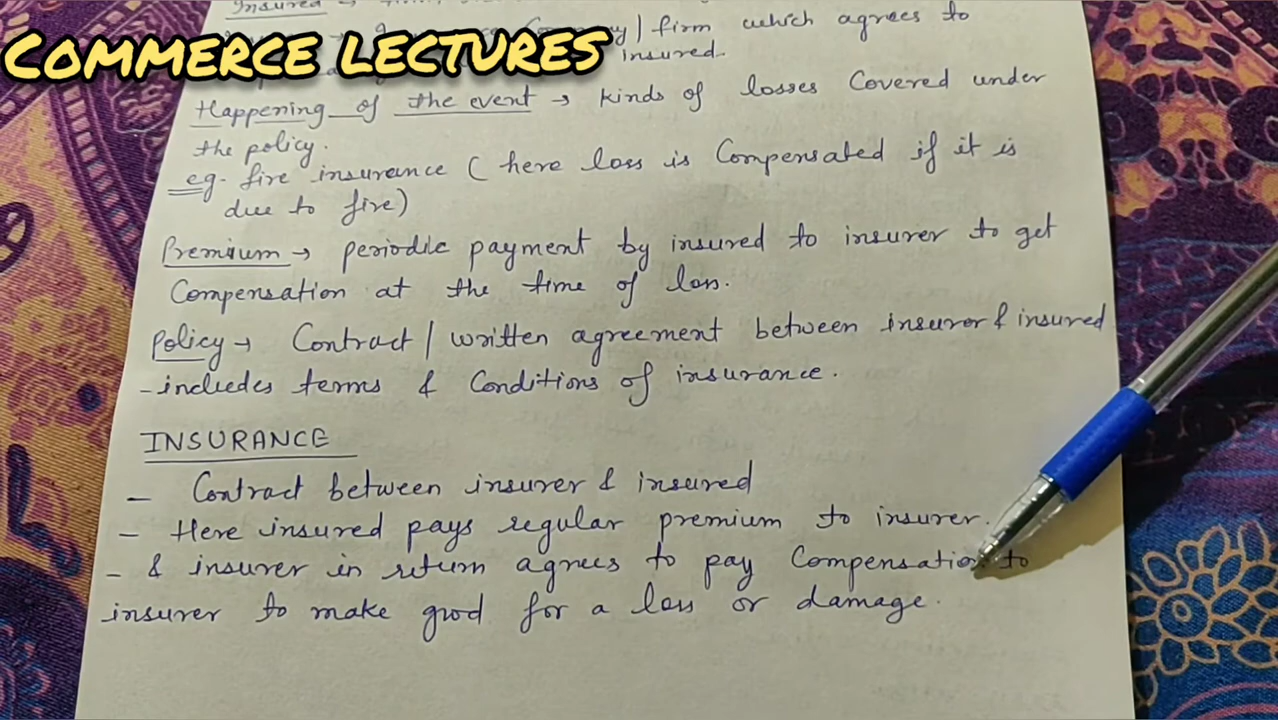 COMMERCE LECTURES
Insured →
y / firm which agrees to
insured.
Happening of the event → kinds of losses Covered under
the policy.
eg. fire insurance ( here loss is Compensated if it is
due to fire)
Premium → periodic payment by insured to insurer to get
Compensation at the time of loss.
Policy → Contract / written agreement between insurer & insured
- includes terms & Conditions of insurance.
INSURANCE
- Contract between insurer & insured
- Here insured pays regular premium to insurer.
- & insurer in return agrees to pay Compensation to
insurer to make good for a loss or damage.